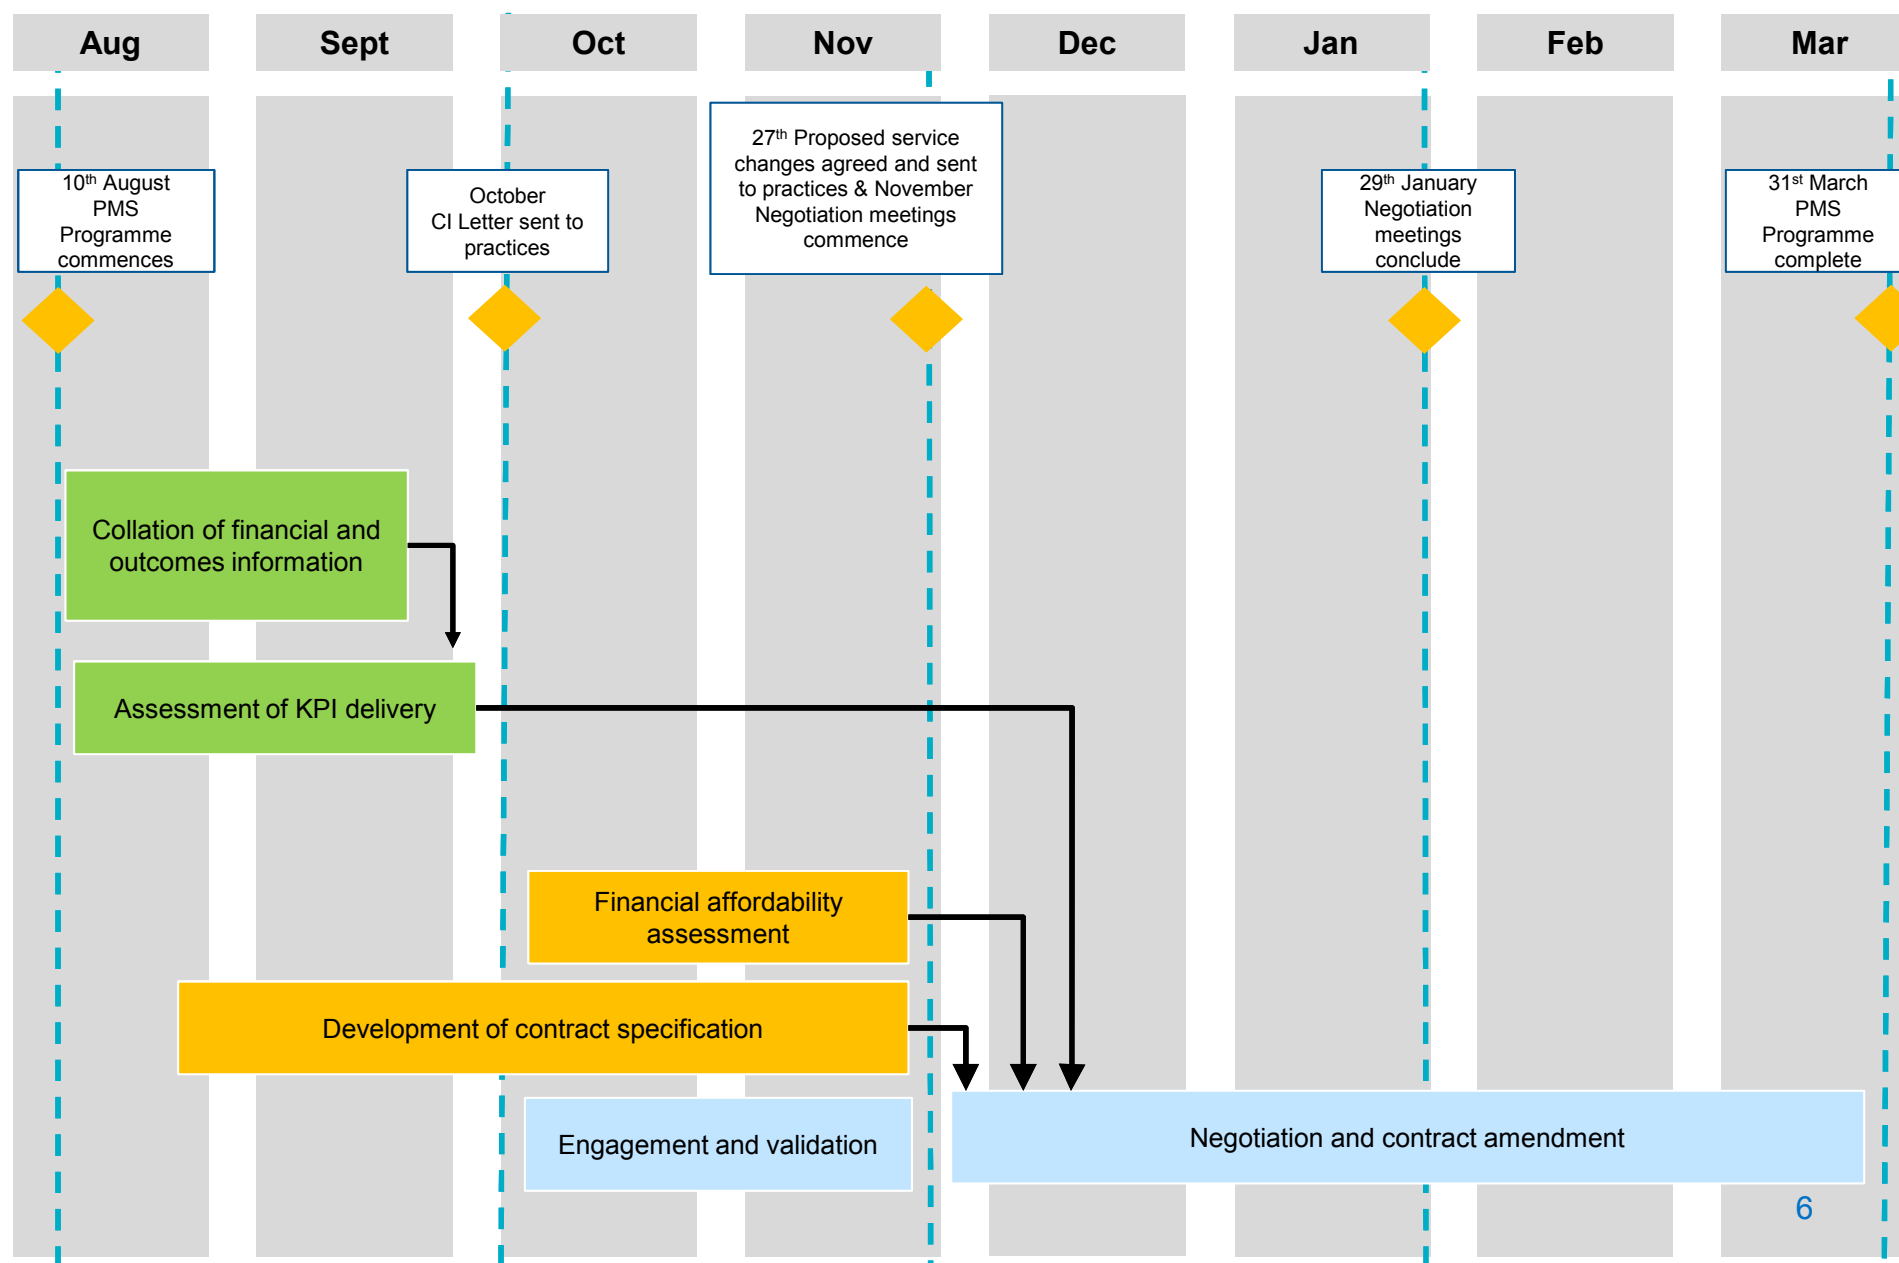 Aug Sept Oct Nov Dec Jan Feb Mar
10th August
PMS
Programme
commences
October
CI Letter sent to
practices
27th Proposed service
changes agreed and sent
to practices & November
Negotiation meetings
commence
29th January
Negotiation
meetings
conclude
31st March
PMS
Programme
complete
Collation of financial and
outcomes information
Assessment of KPI delivery
Financial affordability
assessment
Development of contract specification
Engagement and validation
Negotiation and contract amendment
6